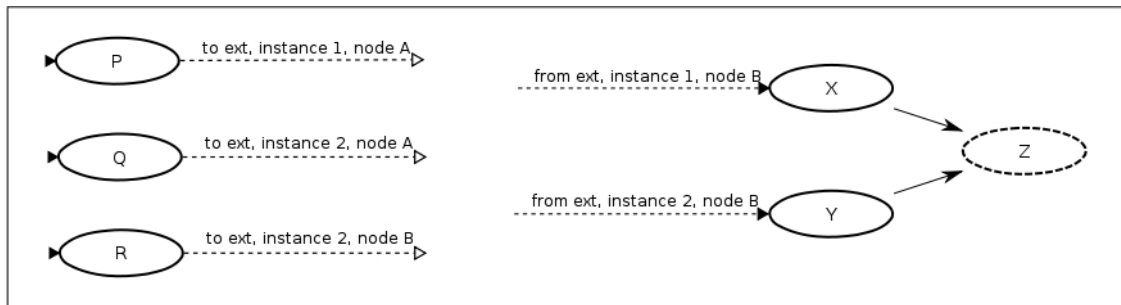 P
to ext, instance 1, node A
Q
to ext, instance 2, node A
R
to ext, instance 2, node B
from ext, instance 1, node B
X
from ext, instance 2, node B
Y
Z